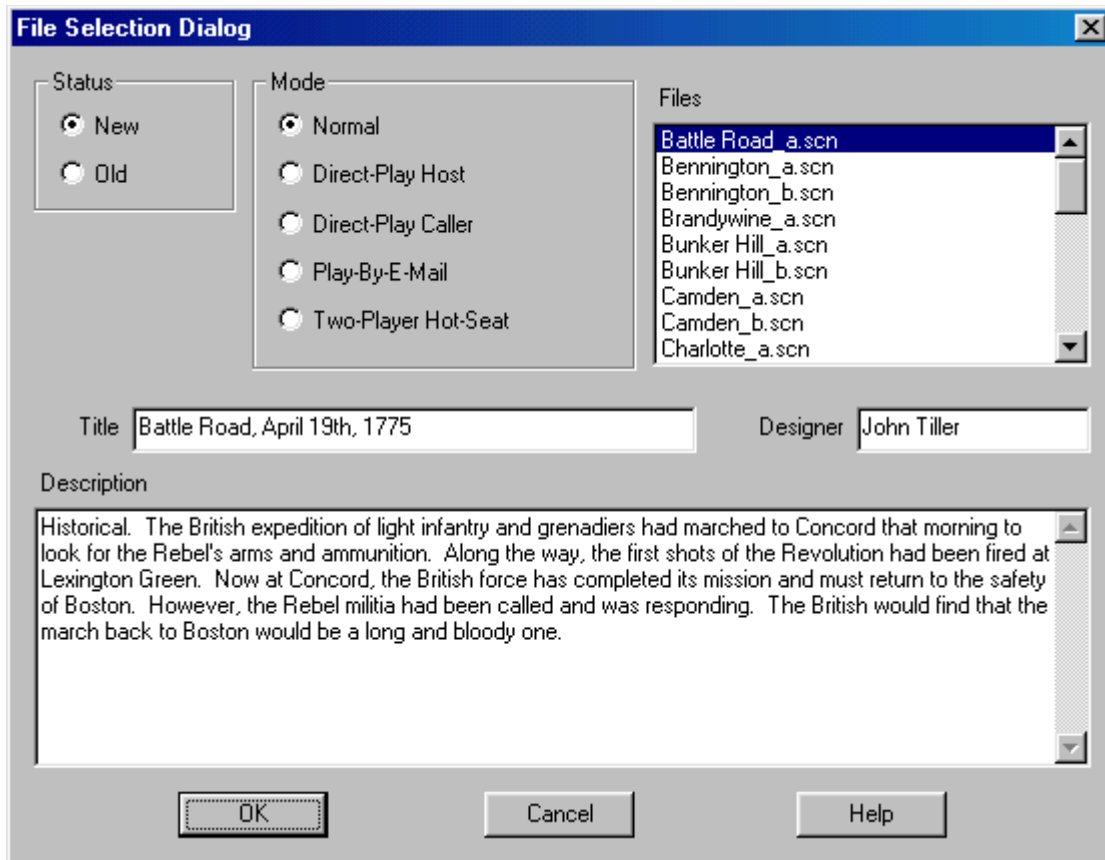 File Selection Dialog
Status
New
Old
Mode
Normal
Direct-Play Host
Direct-Play Caller
Play-By-E-Mail
Two-Player Hot-Seat
Files
Battle Road_a.scn
Bennington_a.scn
Bennington_b.scn
Brandywine_a.scn
Bunker Hill_a.scn
Bunker Hill_b.scn
Camden_a.scn
Camden_b.scn
Charlotte_a.scn
Title Battle Road, April 19th, 1775
Designer John Tiller
Description
Historical.  The British expedition of light infantry and grenadiers had marched to Concord that morning to
look for the Rebel's arms and ammunition.  Along the way, the first shots of the Revolution had been fired at
Lexington Green.  Now at Concord, the British force has completed its mission and must return to the safety
of Boston.  However, the Rebel militia had been called and was responding.  The British would find that the
march back to Boston would be a long and bloody one.
OK Cancel Help